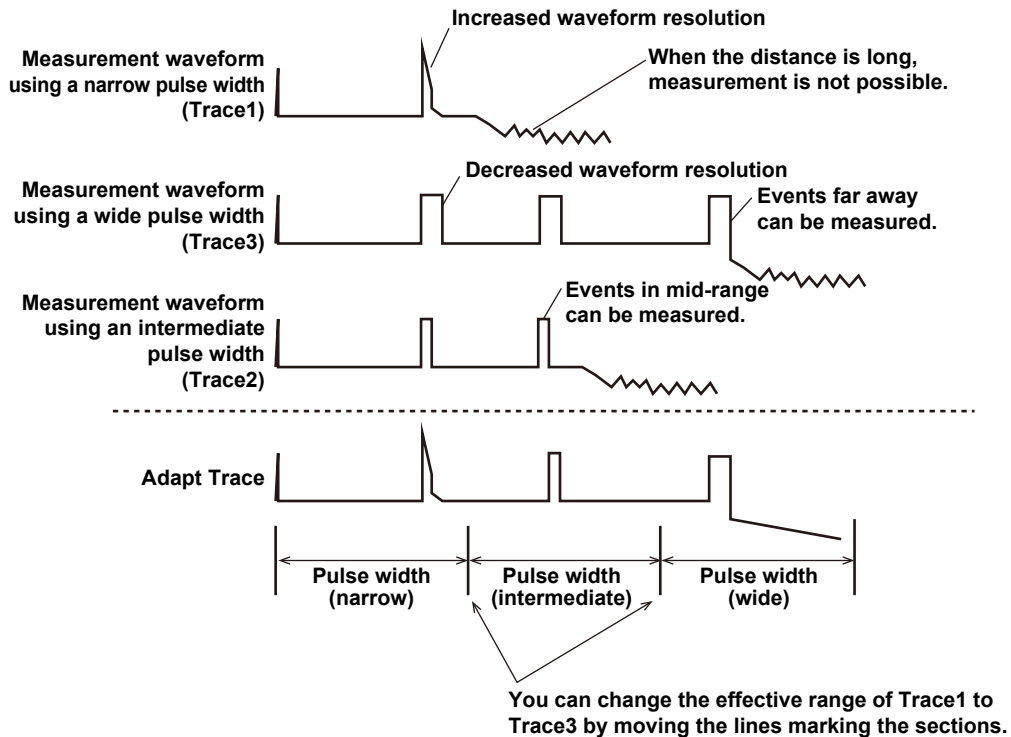 Increased waveform resolution
Measurement waveform
using a narrow pulse width
(Trace1)
When the distance is long,
measurement is not possible.
Decreased waveform resolution
Measurement waveform
using a wide pulse width
(Trace3)
Events far away
can be measured.
Measurement waveform
using an intermediate
pulse width
(Trace2)
Events in mid-range
can be measured.
Adapt Trace
Pulse width
(narrow)
Pulse width
(intermediate)
Pulse width
(wide)
You can change the effective range of Trace1 to
Trace3 by moving the lines marking the sections.